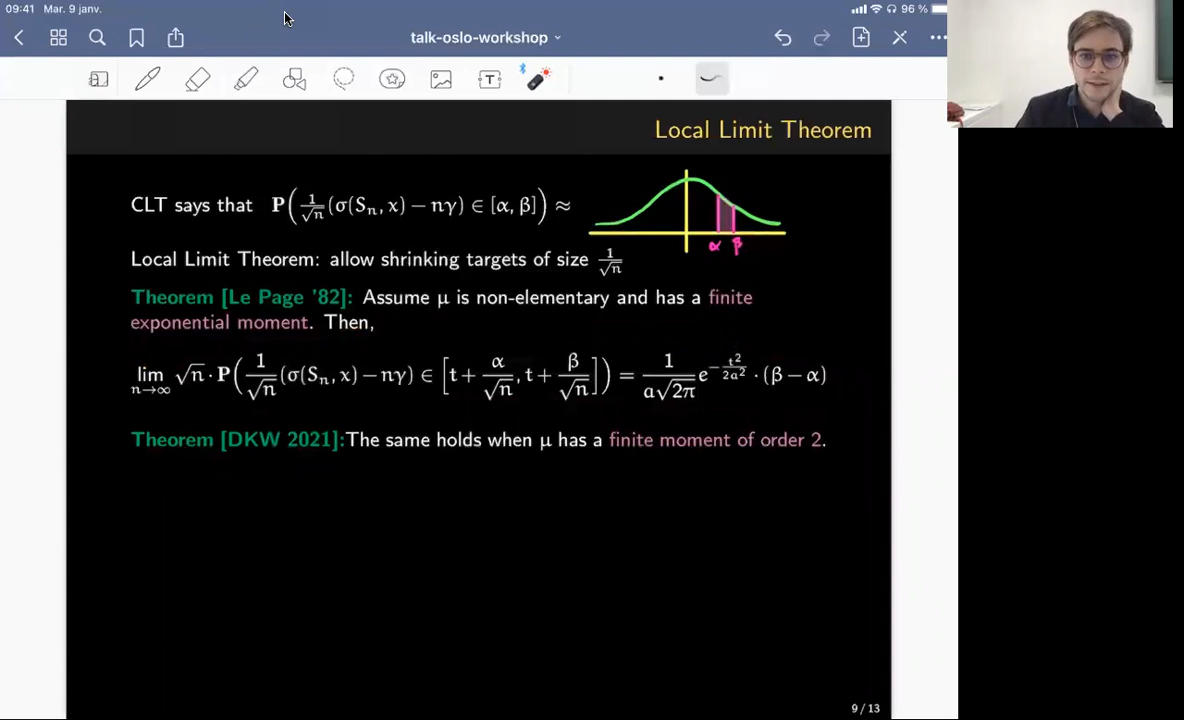 09:41 Mar. 9 janv.
96 %
talk-oslo-workshop
T
Local Limit Theorem
CLT says that P(1/√n (σ(Sₙ, x) − nγ) ∈ [α, β]) ≈
α β
Local Limit Theorem: allow shrinking targets of size 1/√n
Theorem [Le Page '82]: Assume μ is non-elementary and has a finite
exponential moment. Then,
lim n→∞ √n · P(1/√n (σ(Sₙ, x) − nγ) ∈ [t + α/√n, t + β/√n]) = 1/(a√2π) e^(−t²/2a²) · (β − α)
Theorem [DKW 2021]:The same holds when μ has a finite moment of order 2.
9 / 13